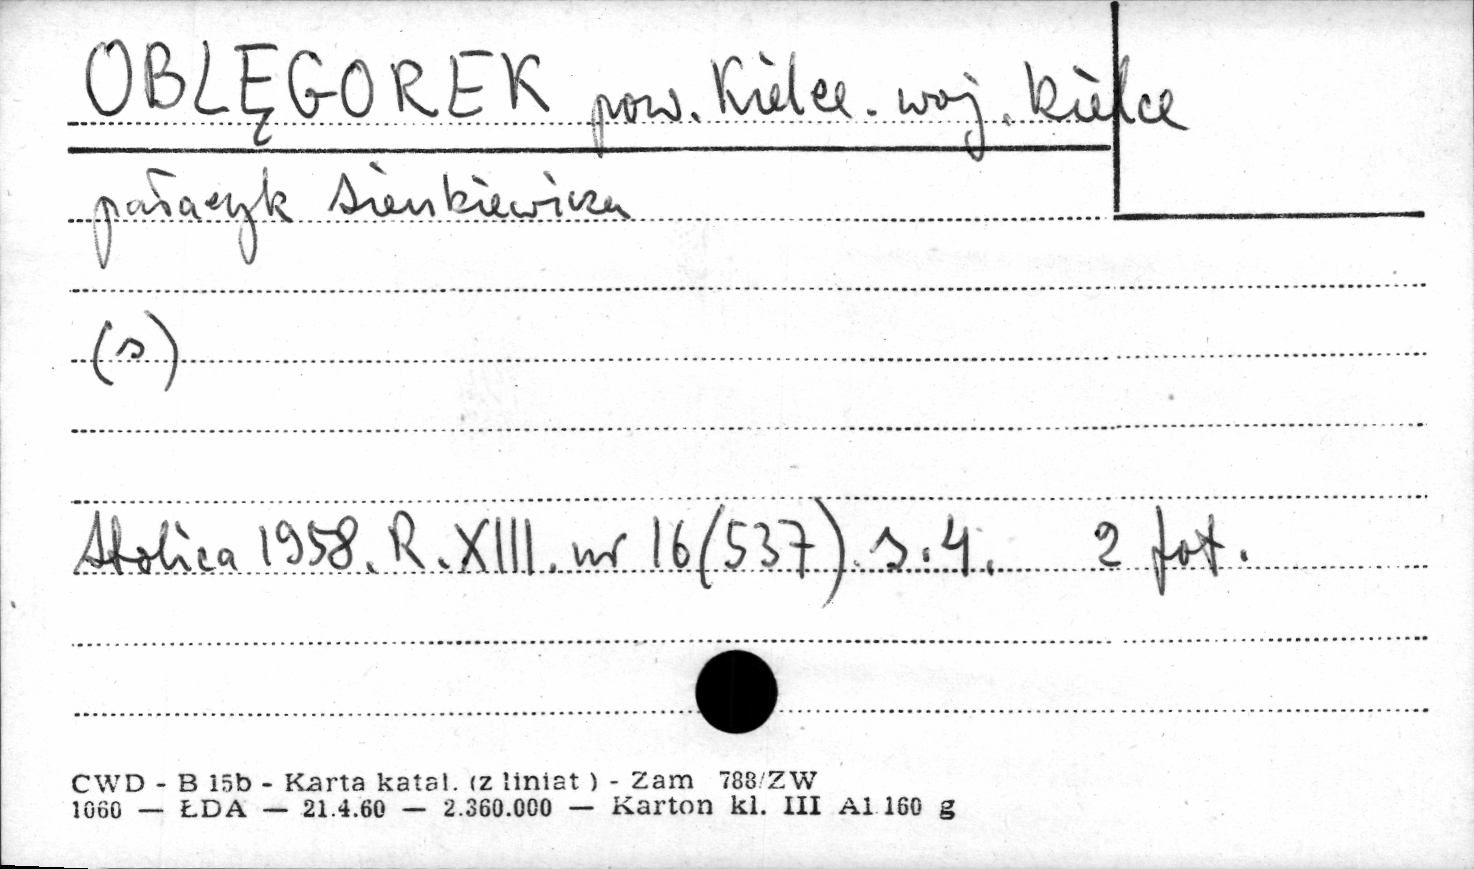 OBLĘGOREK pow. Kielce. woj. Kielce
pałacyk Sienkiewicza
(s)
Stolica 1958. R. XIII. nr 16(537). s. 4. 2 fot.
CWD - B 15b - Karta katal. (z liniat ) - Zam 788/ZW
1060 — ŁDA — 21.4.60 — 2.360.000 — Karton kl. III A1 160 g